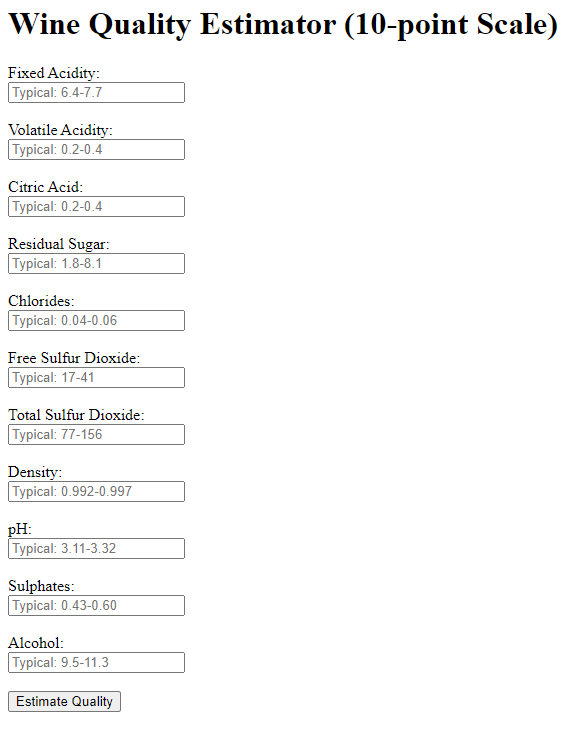 Wine Quality Estimator (10-point Scale)
Fixed Acidity:
Typical: 6.4-7.7
Volatile Acidity:
Typical: 0.2-0.4
Citric Acid:
Typical: 0.2-0.4
Residual Sugar:
Typical: 1.8-8.1
Chlorides:
Typical: 0.04-0.06
Free Sulfur Dioxide:
Typical: 17-41
Total Sulfur Dioxide:
Typical: 77-156
Density:
Typical: 0.992-0.997
pH:
Typical: 3.11-3.32
Sulphates:
Typical: 0.43-0.60
Alcohol:
Typical: 9.5-11.3
Estimate Quality